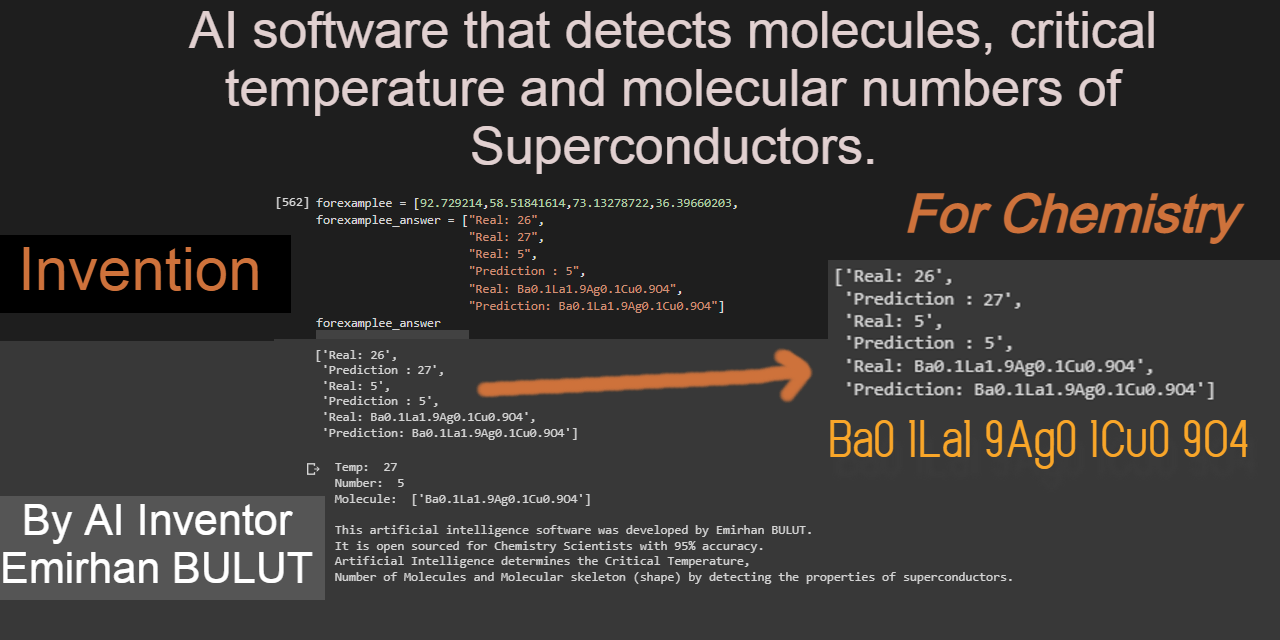 AI software that detects molecules, critical
temperature and molecular numbers of
Superconductors.
[562] forexamplee = [92.729214,58.51841614,73.13278722,36.39660203,
forexamplee_answer = ["Real: 26",
"Real: 27",
"Real: 5",
"Prediction : 5",
"Real: Ba0.1La1.9Ag0.1Cu0.9O4",
"Prediction: Ba0.1La1.9Ag0.1Cu0.9O4"]
forexamplee_answer
For Chemistry
Invention
['Real: 26',
'Prediction : 27',
'Real: 5',
'Prediction : 5',
'Real: Ba0.1La1.9Ag0.1Cu0.9O4',
'Prediction: Ba0.1La1.9Ag0.1Cu0.9O4']
['Real: 26',
'Prediction : 27',
'Real: 5',
'Prediction : 5',
'Real: Ba0.1La1.9Ag0.1Cu0.9O4',
'Prediction: Ba0.1La1.9Ag0.1Cu0.9O4']
Ba0 1La1 9Ag0 1Cu0 9O4
Temp: 27
Number: 5
Molecule: ['Ba0.1La1.9Ag0.1Cu0.9O4']
By AI Inventor
Emirhan BULUT
This artificial intelligence software was developed by Emirhan BULUT.
It is open sourced for Chemistry Scientists with 95% accuracy.
Artificial Intelligence determines the Critical Temperature,
Number of Molecules and Molecular skeleton (shape) by detecting the properties of superconductors.